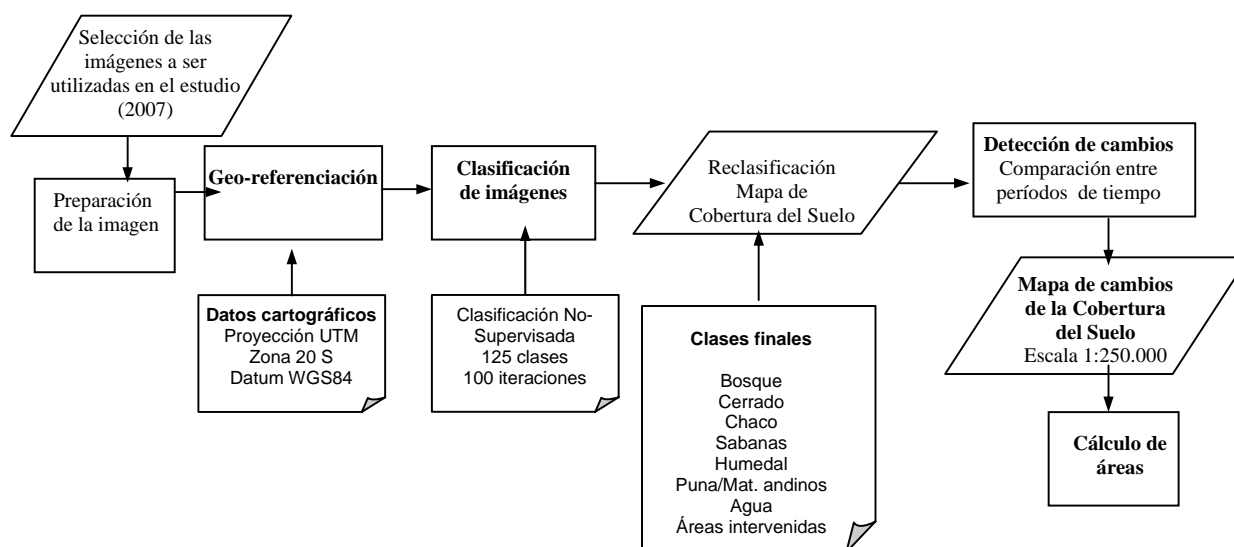 Selección de las
imágenes a ser
utilizadas en el estudio
(2007)
Preparación
de la imagen
Geo-referenciación
Datos cartográficos
Proyección UTM
Zona 20 S
Datum WGS84
Clasificación
de imágenes
Clasificación No-
Supervisada
125 clases
100 iteraciones
Reclasificación
Mapa de
Cobertura del Suelo
Clases finales
Bosque
Cerrado
Chaco
Sabanas
Humedal
Puna/Mat. andinos
Agua
Áreas intervenidas
Detección de cambios
Comparación entre
períodos de tiempo
Mapa de cambios
de la Cobertura
del Suelo
Escala 1:250.000
Cálculo de
áreas